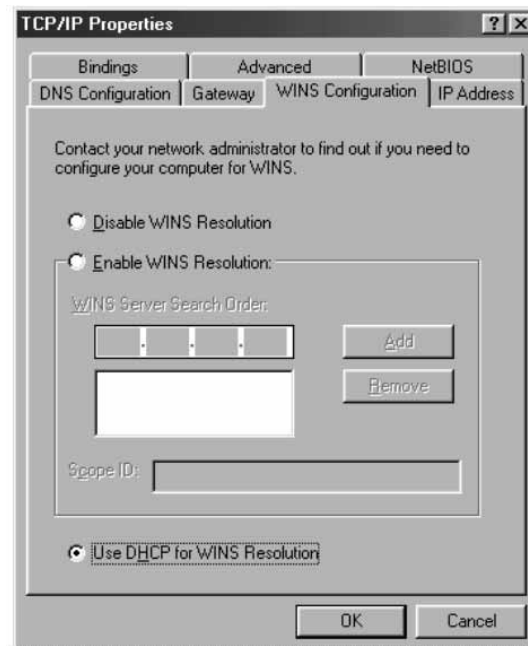 TCP/IP Properties
Bindings Advanced NetBIOS
DNS Configuration Gateway WINS Configuration IP Address
Contact your network administrator to find out if you need to
configure your computer for WINS.
Disable WINS Resolution
Enable WINS Resolution:
WINS Server Search Order:
Add
Remove
Scope ID:
Use DHCP for WINS Resolution
OK Cancel